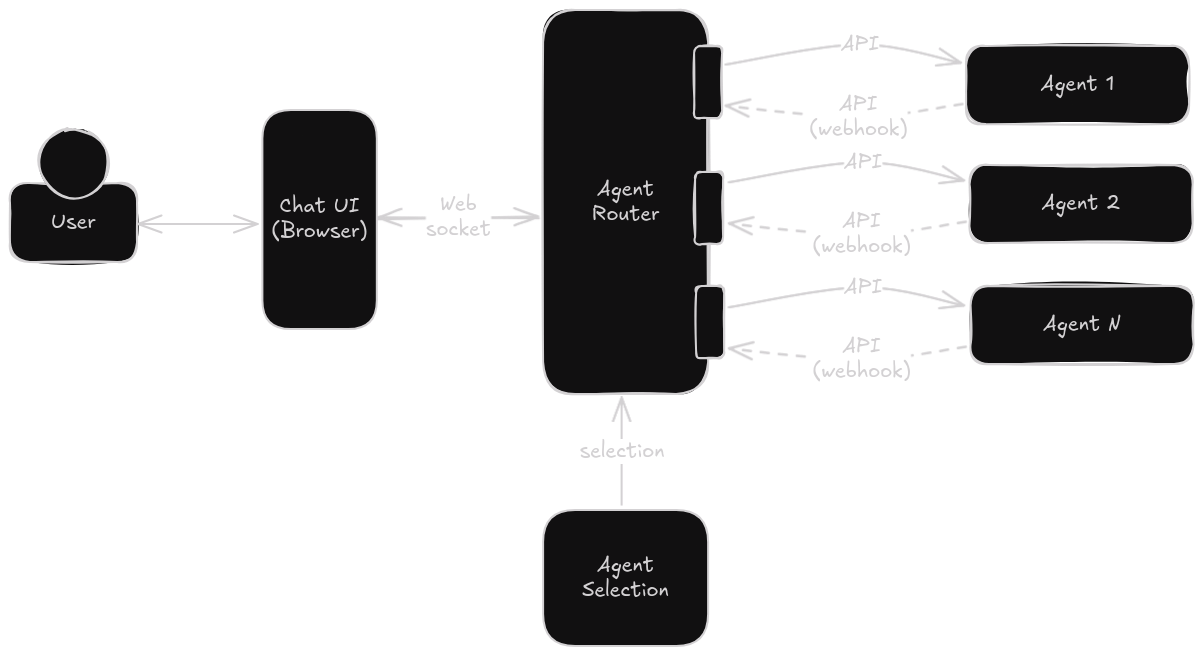 User
Chat UI
(Browser)
Web
socket
Agent
Router
API
API
(webhook)
Agent 1
API
API
(webhook)
Agent 2
API
API
(webhook)
Agent N
selection
Agent
Selection